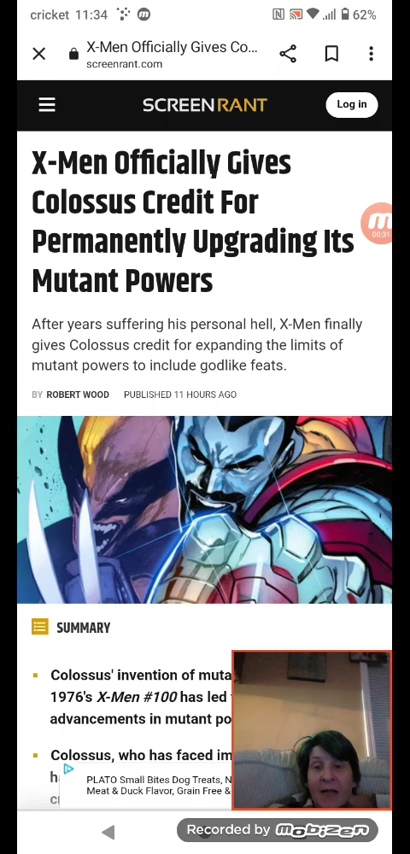 cricket 11:34 62%
X-Men Officially Gives Co...
screenrant.com
SCREENRANT
Log in
X-Men Officially Gives
Colossus Credit For
Permanently Upgrading Its
Mutant Powers
00:31
After years suffering his personal hell, X-Men finally
gives Colossus credit for expanding the limits of
mutant powers to include godlike feats.
BY ROBERT WOOD PUBLISHED 11 HOURS AGO
SUMMARY
Colossus' invention of muta
1976's X-Men #100 has led
advancements in mutant po
Colossus, who has faced im
PLATO Small Bites Dog Treats, N
Meat & Duck Flavor, Grain Free &
Recorded by mobizen